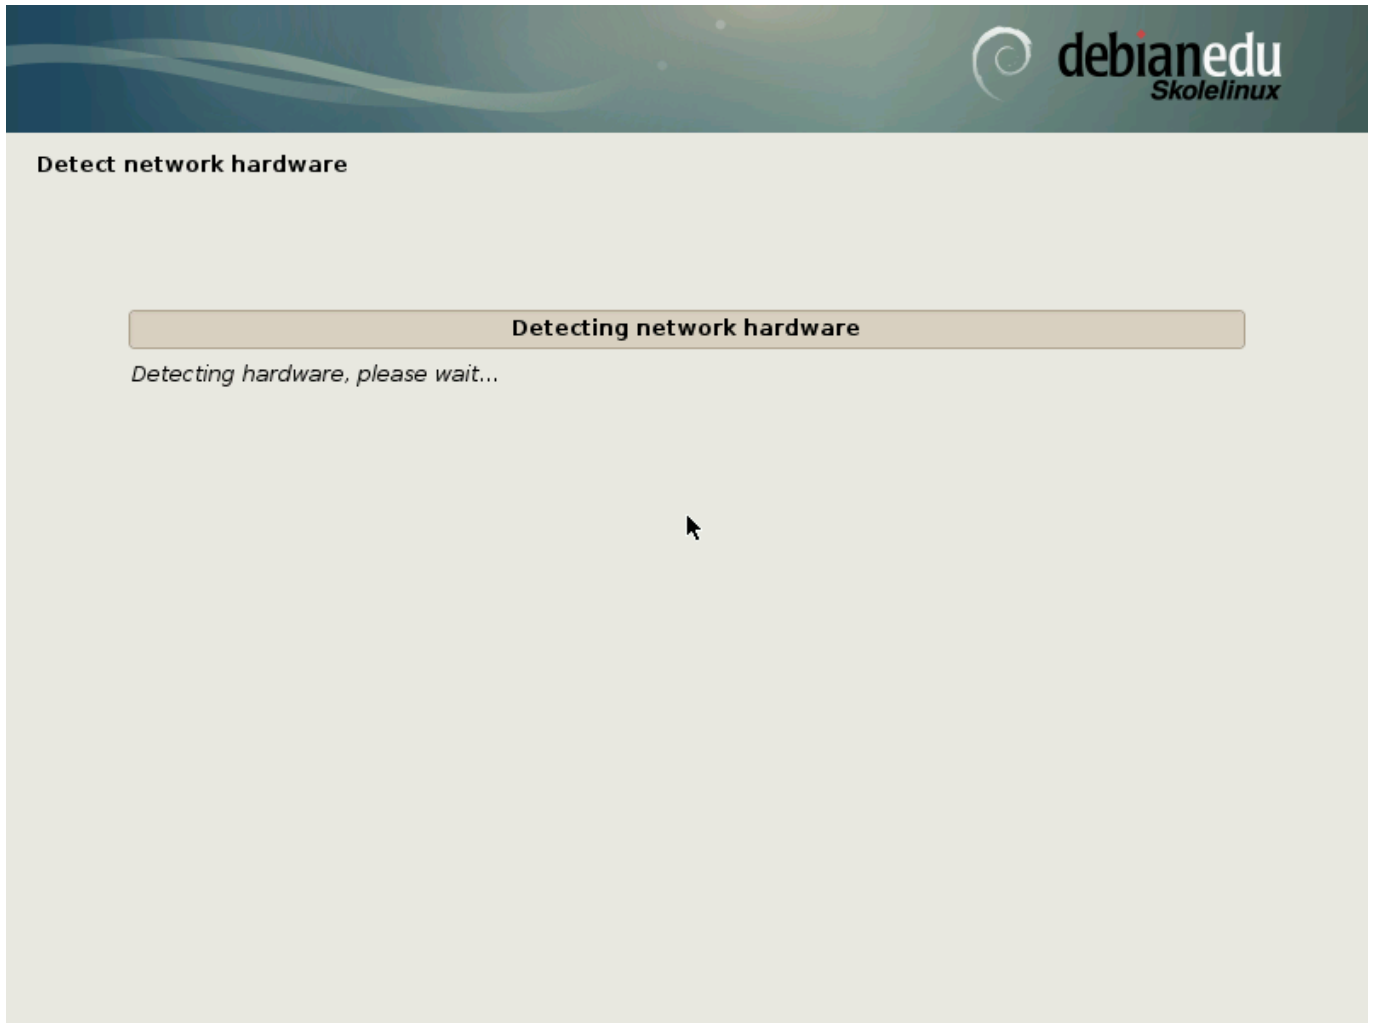 debianedu
Skolelinux
Detect network hardware
Detecting network hardware
Detecting hardware, please wait...